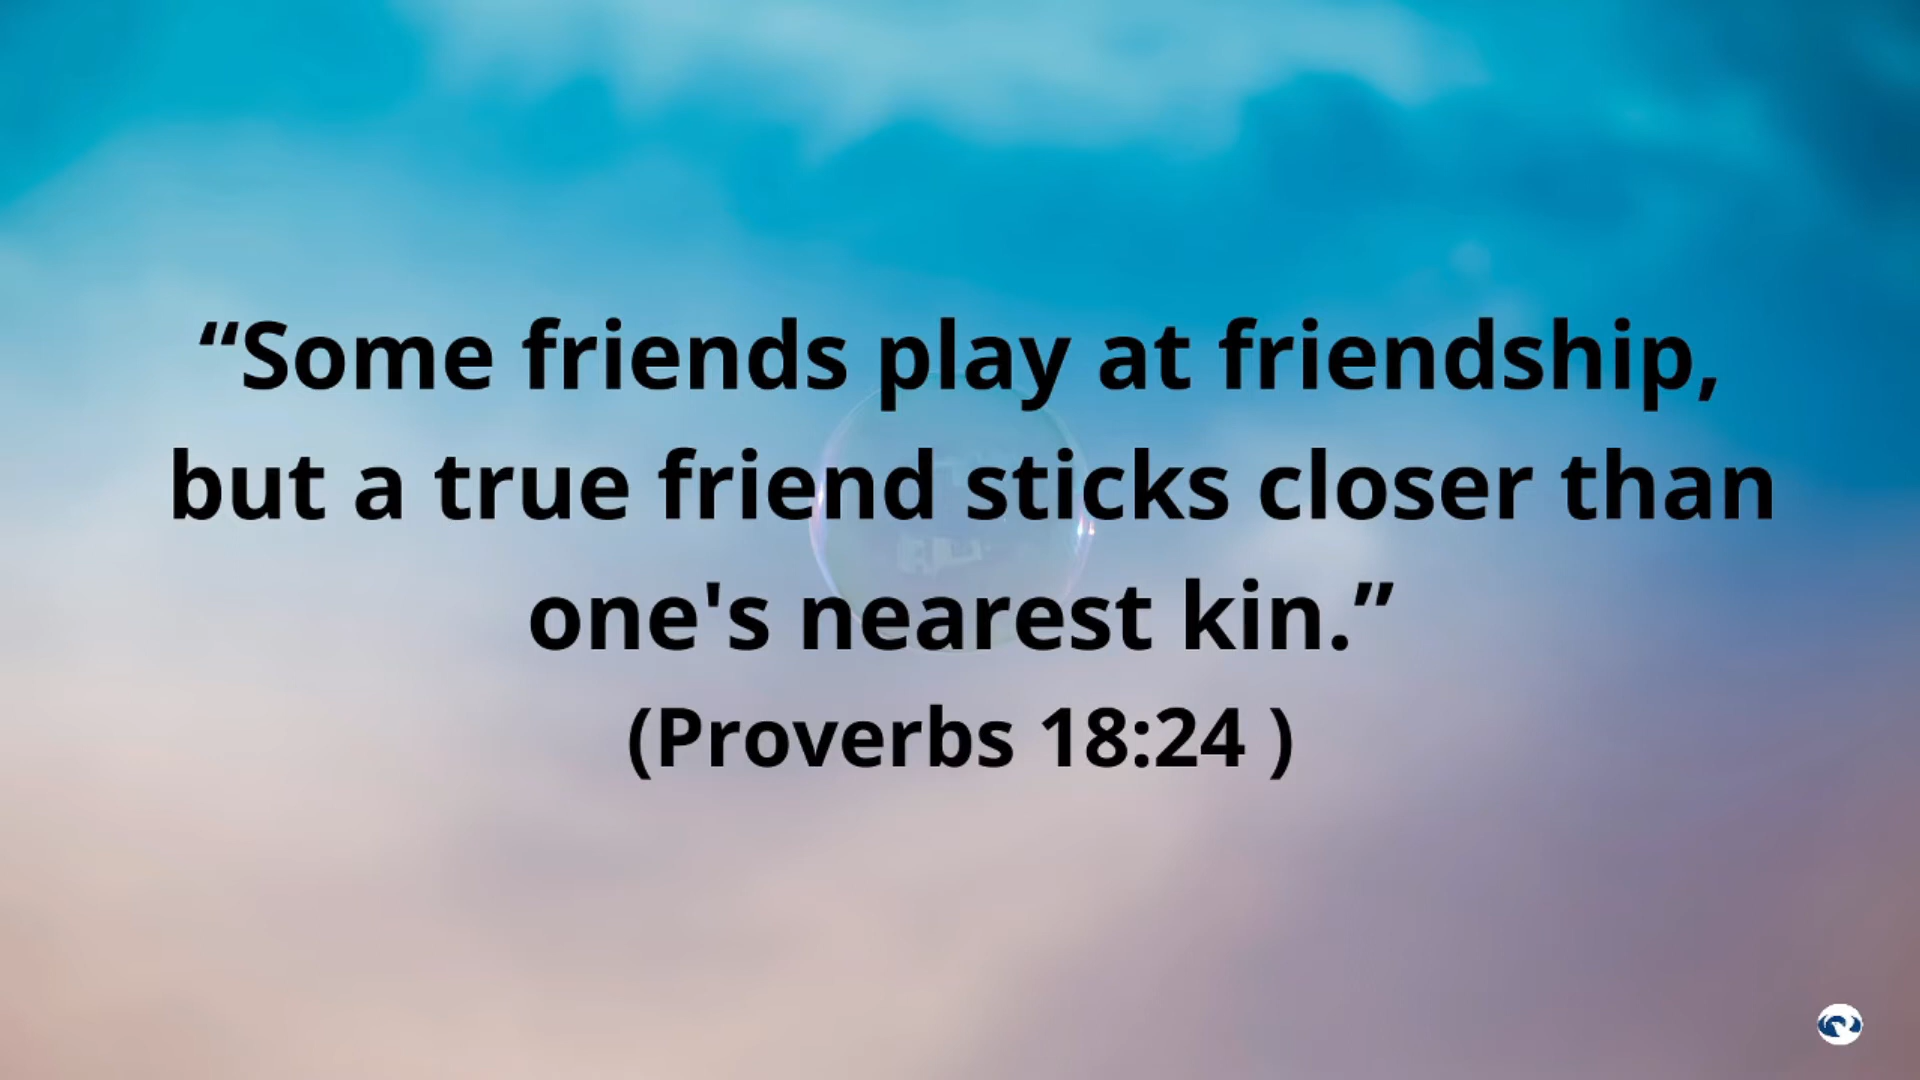 “Some friends play at friendship,
but a true friend sticks closer than
one's nearest kin.”
(Proverbs 18:24 )